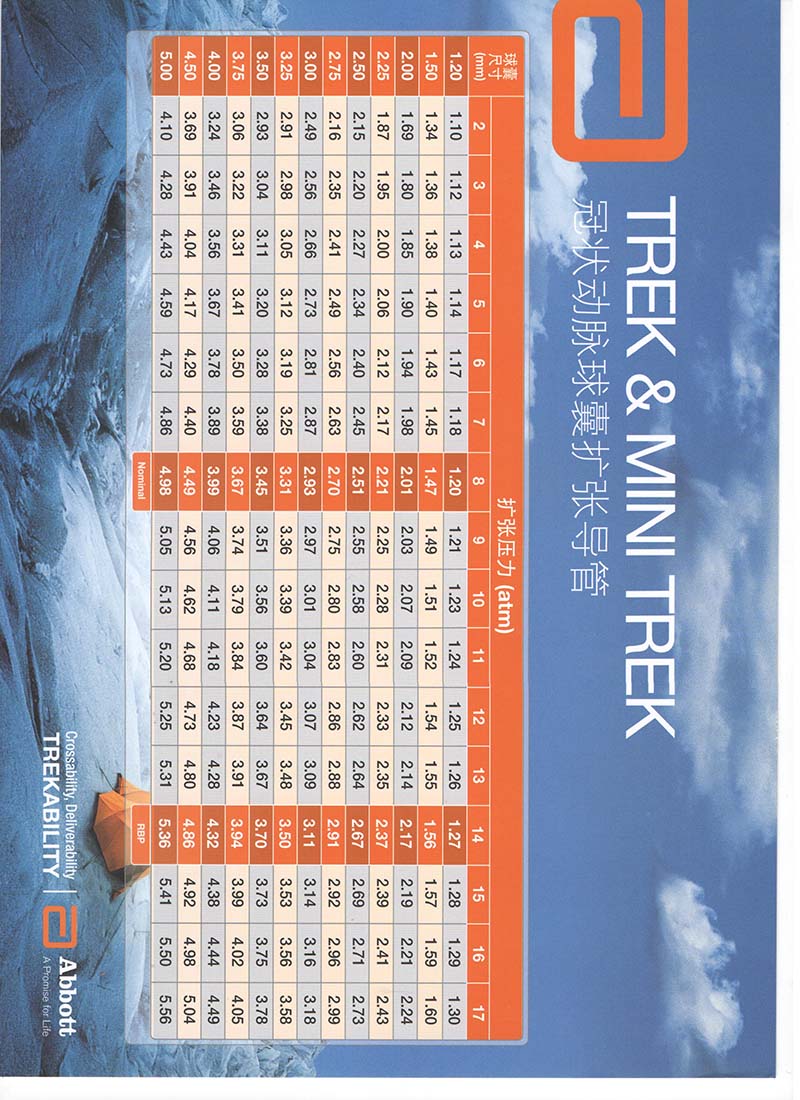 TREK & MINI TREK
冠状动脉球囊扩张导管
球囊尺寸 (mm) 扩张压力 (atm)
2 3 4 5 6 7 8 9 10 11 12 13 14 15 16 17
1.20 1.10 1.12 1.13 1.14 1.17 1.18 1.20 1.21 1.23 1.24 1.25 1.26 1.27 1.28 1.29 1.30
1.50 1.34 1.36 1.38 1.40 1.43 1.45 1.47 1.49 1.51 1.52 1.54 1.55 1.56 1.57 1.59 1.60
2.00 1.69 1.80 1.85 1.90 1.94 1.98 2.01 2.03 2.07 2.09 2.12 2.14 2.17 2.19 2.21 2.24
2.25 1.87 1.95 2.00 2.06 2.12 2.17 2.21 2.25 2.28 2.31 2.33 2.35 2.37 2.39 2.41 2.43
2.50 2.15 2.20 2.27 2.34 2.40 2.45 2.51 2.55 2.58 2.60 2.62 2.64 2.67 2.69 2.71 2.73
2.75 2.16 2.35 2.41 2.49 2.56 2.63 2.70 2.75 2.80 2.83 2.86 2.88 2.91 2.92 2.96 2.99
3.00 2.49 2.56 2.66 2.73 2.81 2.87 2.93 2.97 3.01 3.04 3.07 3.09 3.11 3.14 3.16 3.18
3.25 2.91 2.98 3.05 3.12 3.19 3.25 3.31 3.36 3.39 3.42 3.45 3.48 3.50 3.53 3.56 3.58
3.50 2.93 3.04 3.11 3.20 3.28 3.38 3.45 3.51 3.56 3.60 3.64 3.67 3.70 3.73 3.75 3.78
3.75 3.06 3.22 3.31 3.41 3.50 3.59 3.67 3.74 3.79 3.84 3.87 3.91 3.94 3.99 4.02 4.05
4.00 3.24 3.46 3.56 3.67 3.78 3.89 3.99 4.06 4.11 4.18 4.23 4.28 4.32 4.38 4.44 4.49
4.50 3.69 3.91 4.04 4.17 4.29 4.40 4.49 4.56 4.62 4.68 4.73 4.80 4.86 4.92 4.98 5.04
5.00 4.10 4.28 4.43 4.59 4.73 4.86 4.98 5.05 5.13 5.20 5.25 5.31 5.36 5.41 5.50 5.56
Nominal RBP
Crossability, Deliverability
TREKABILITY
Abbott
A Promise for Life